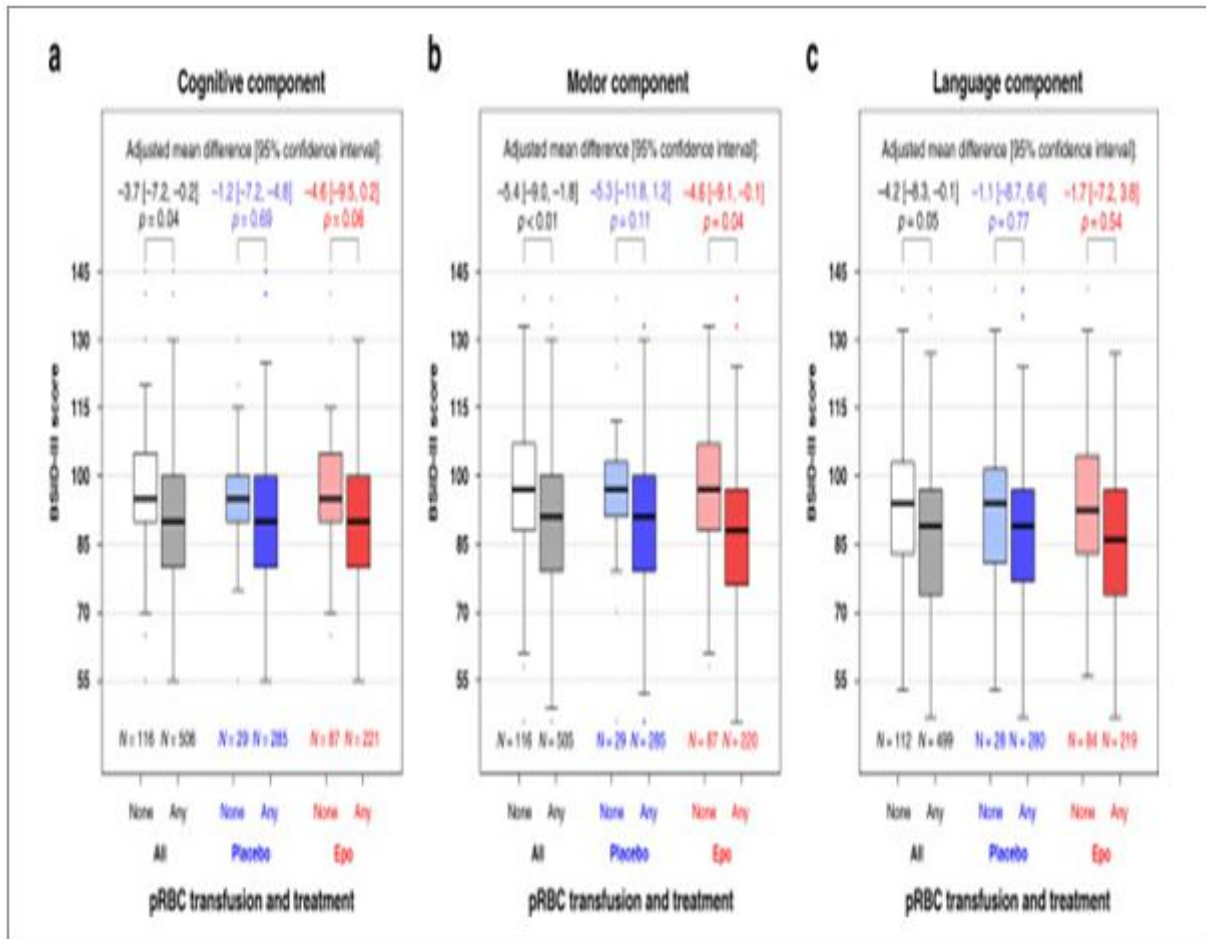 a
Cognitive component
Adjusted mean difference [95% confidence interval]:
−3.7 [−7.2, −0.2] −1.2 [−7.2, −4.8] −4.6 [−9.5, 0.2]
p = 0.04 p = 0.69 p = 0.06
145
130
115
100
85
70
55
BSID-III score
N = 116 N = 506 N = 29 N = 285 N = 87 N = 221
None Any None Any None Any
All Placebo Epo
pRBC transfusion and treatment
b
Motor component
Adjusted mean difference [95% confidence interval]:
−5.4 [−9.0, −1.8] −5.3 [−11.8, 1.2] −4.6 [−9.1, −0.1]
p < 0.01 p = 0.11 p = 0.04
145
130
115
100
85
70
55
BSID-III score
N = 116 N = 505 N = 29 N = 285 N = 87 N = 220
None Any None Any None Any
All Placebo Epo
pRBC transfusion and treatment
c
Language component
Adjusted mean difference [95% confidence interval]:
−4.2 [−8.3, −0.1] −1.1 [−8.7, 6.4] −1.7 [−7.2, 3.8]
p = 0.05 p = 0.77 p = 0.54
145
130
115
100
85
70
55
BSID-III score
N = 112 N = 499 N = 28 N = 280 N = 84 N = 219
None Any None Any None Any
All Placebo Epo
pRBC transfusion and treatment